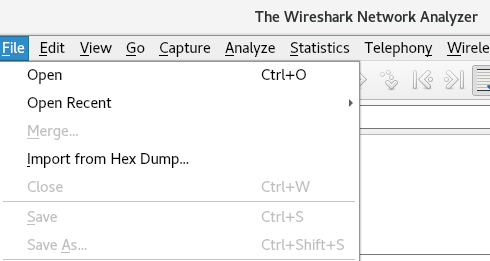 The Wireshark Network Analyzer
File Edit View Go Capture Analyze Statistics Telephony Wirele
Open Ctrl+O
Open Recent
Merge...
Import from Hex Dump...
Close Ctrl+W
Save Ctrl+S
Save As... Ctrl+Shift+S